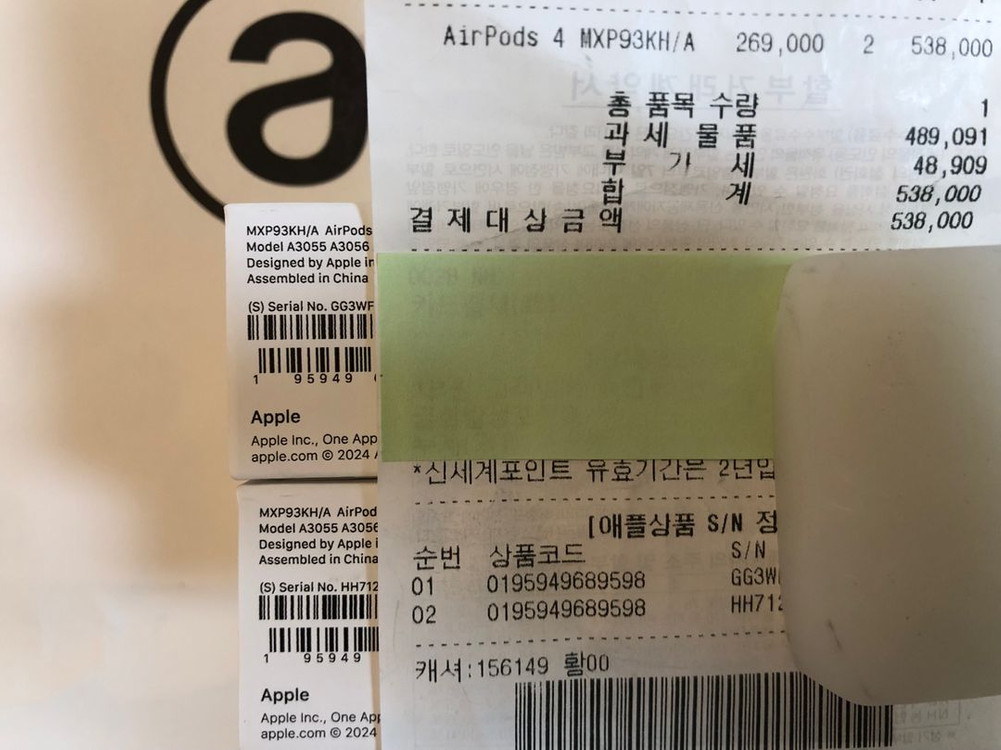 a
AirPods 4 MXP93KH/A 269,000 2 538,000
총 품목 수량 1
과세 물품 489,091
부 가 세 48,909
합 계 538,000
결제대상금액 538,000
*신세계포인트 유효기간은 2년입
[애플상품 S/N 정
순번 상품코드 S/N
01 0195949689598 GG3W
02 0195949689598 HH712
캐셔:156149 황00
MXP93KH/A AirPods
Model A3055 A3056
Designed by Apple in
Assembled in China
(S) Serial No. GG3WF
1 95949
Apple
Apple Inc., One App
apple.com © 2024
MXP93KH/A AirPod
Model A3055 A3056
Designed by Apple i
Assembled in China
(S) Serial No. HH712
1 95949
Apple
Apple Inc., One Ap
apple.com © 2024